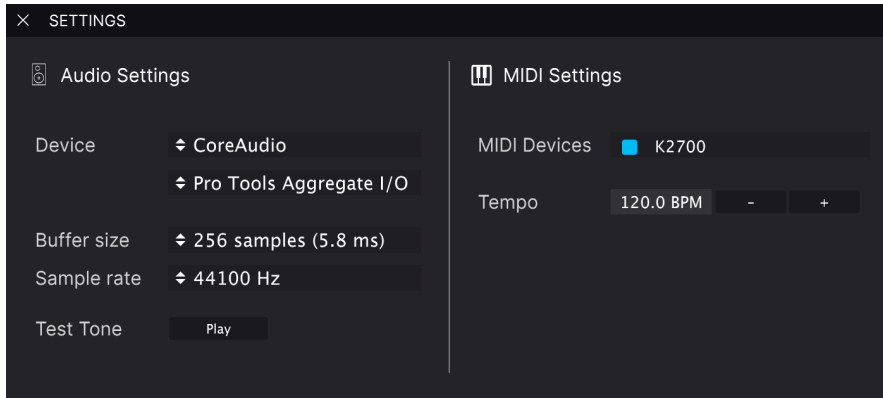 SETTINGS
Audio Settings
Device
CoreAudio
Pro Tools Aggregate I/O
Buffer size
256 samples (5.8 ms)
Sample rate
44100 Hz
Test Tone
Play
MIDI Settings
MIDI Devices
K2700
Tempo
120.0 BPM
-
+